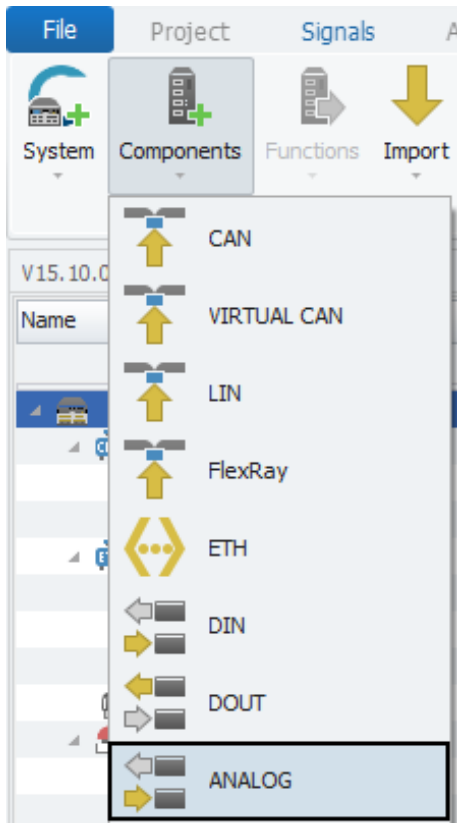 File Project Signals
System Components Functions Import
CAN
V15.10.0
VIRTUAL CAN
Name
LIN
FlexRay
ETH
DIN
DOUT
ANALOG